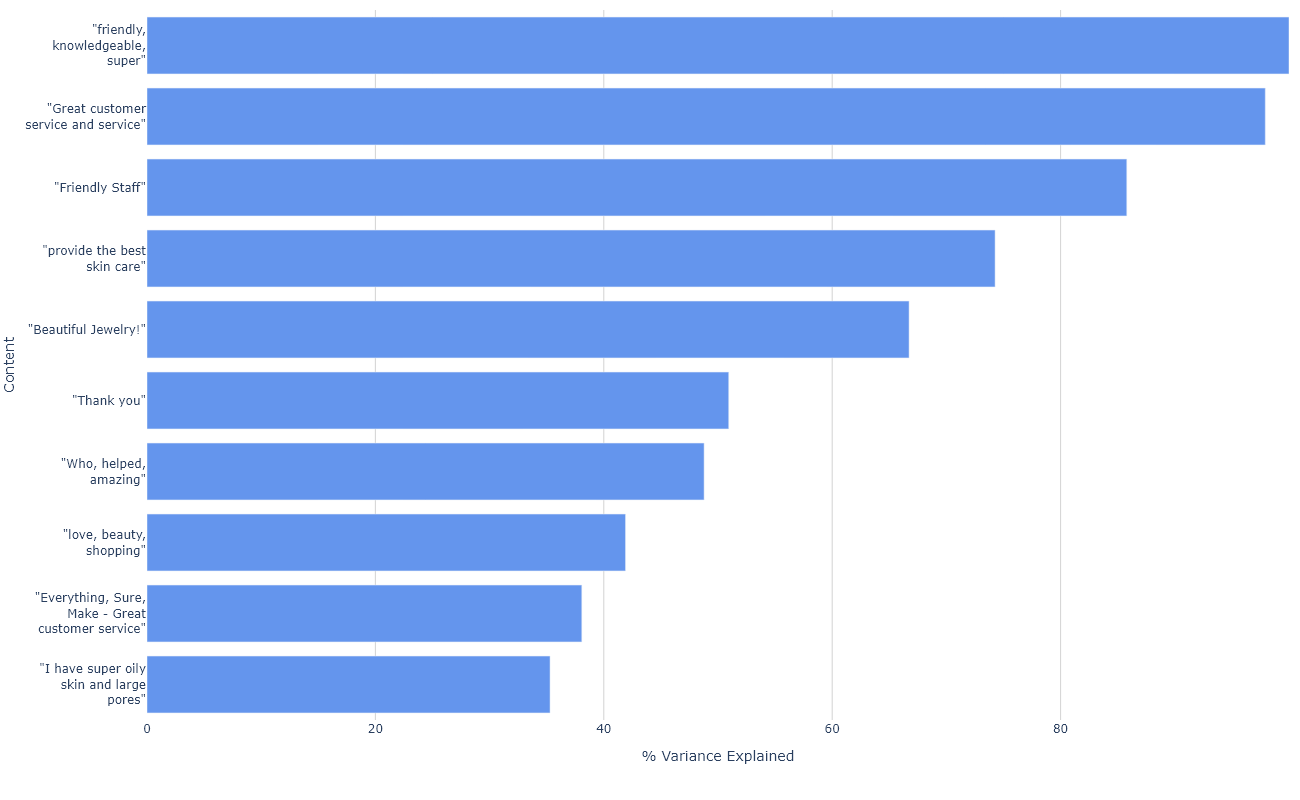 "friendly,
knowledgeable,
super"
"Great customer
service and service"
"Friendly Staff"
"provide the best
skin care"
"Beautiful Jewelry!"
"Thank you"
"Who, helped,
amazing"
"love, beauty,
shopping"
"Everything, Sure,
Make - Great
customer service"
"I have super oily
skin and large
pores"
Content
0 20 40 60 80
% Variance Explained